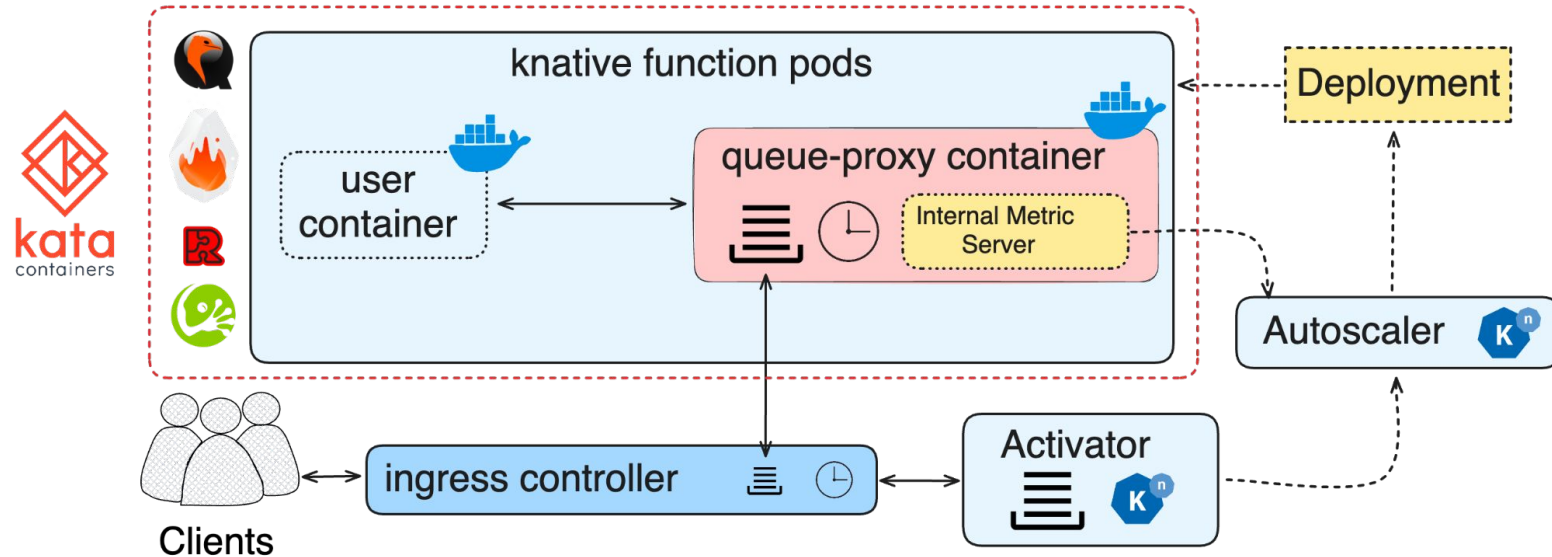 knative function pods
Deployment
kata
containers
user
container
queue-proxy container
Internal Metric
Server
R
Autoscaler
K
n
Activator
K
n
ingress controller
Clients